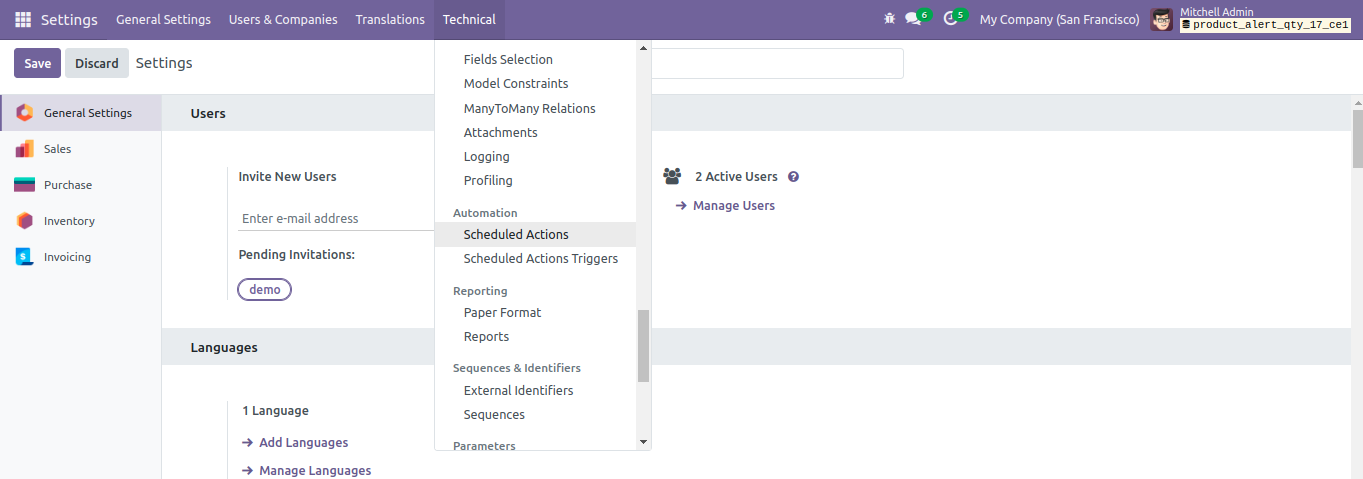 Settings General Settings Users & Companies Translations Technical 6 5 My Company (San Francisco) Mitchell Admin
product_alert_qty_17_ce1
Save Discard Settings
General Settings
Sales
Purchase
Inventory
Invoicing
Users
Invite New Users
Enter e-mail address
Pending Invitations:
demo
2 Active Users ?
Manage Users
Languages
1 Language
Add Languages
Manage Languages
Fields Selection
Model Constraints
ManyToMany Relations
Attachments
Logging
Profiling
Automation
Scheduled Actions
Scheduled Actions Triggers
Reporting
Paper Format
Reports
Sequences & Identifiers
External Identifiers
Sequences
Parameters